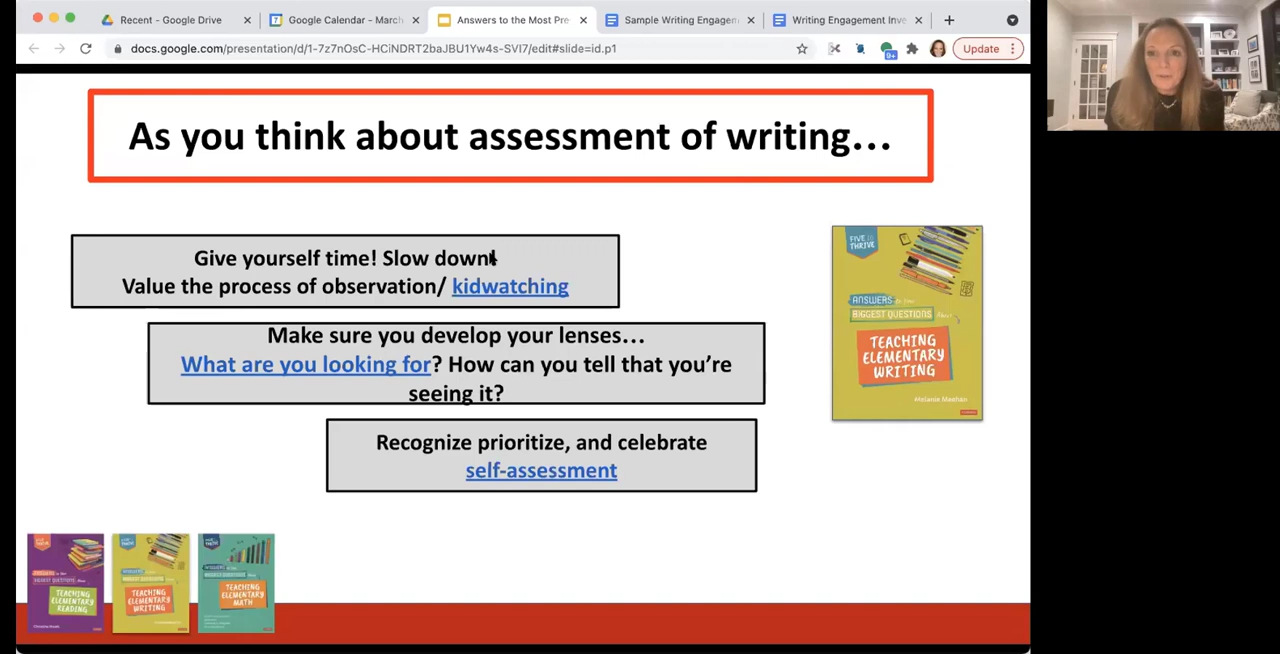 Recent - Google Drive
Google Calendar - March
Answers to the Most Pre
Sample Writing Engagen
Writing Engagement Inve
docs.google.com/presentation/d/1-7z7nOsC-HCiNDRT2baJBU1Yw4s-SVI7/edit#slide=id.p1
9+
Update
As you think about assessment of writing...
Give yourself time! Slow down!
Value the process of observation/ kidwatching
Make sure you develop your lenses...
What are you looking for? How can you tell that you're
seeing it?
Recognize prioritize, and celebrate
self-assessment
FIVE to
THRIVE
ANSWERS to Your
BIGGEST QUESTIONS About
TEACHING
ELEMENTARY
WRITING
Melanie Meehan
TEACHING
ELEMENTARY
READING
TEACHING
ELEMENTARY
WRITING
TEACHING
ELEMENTARY
MATH